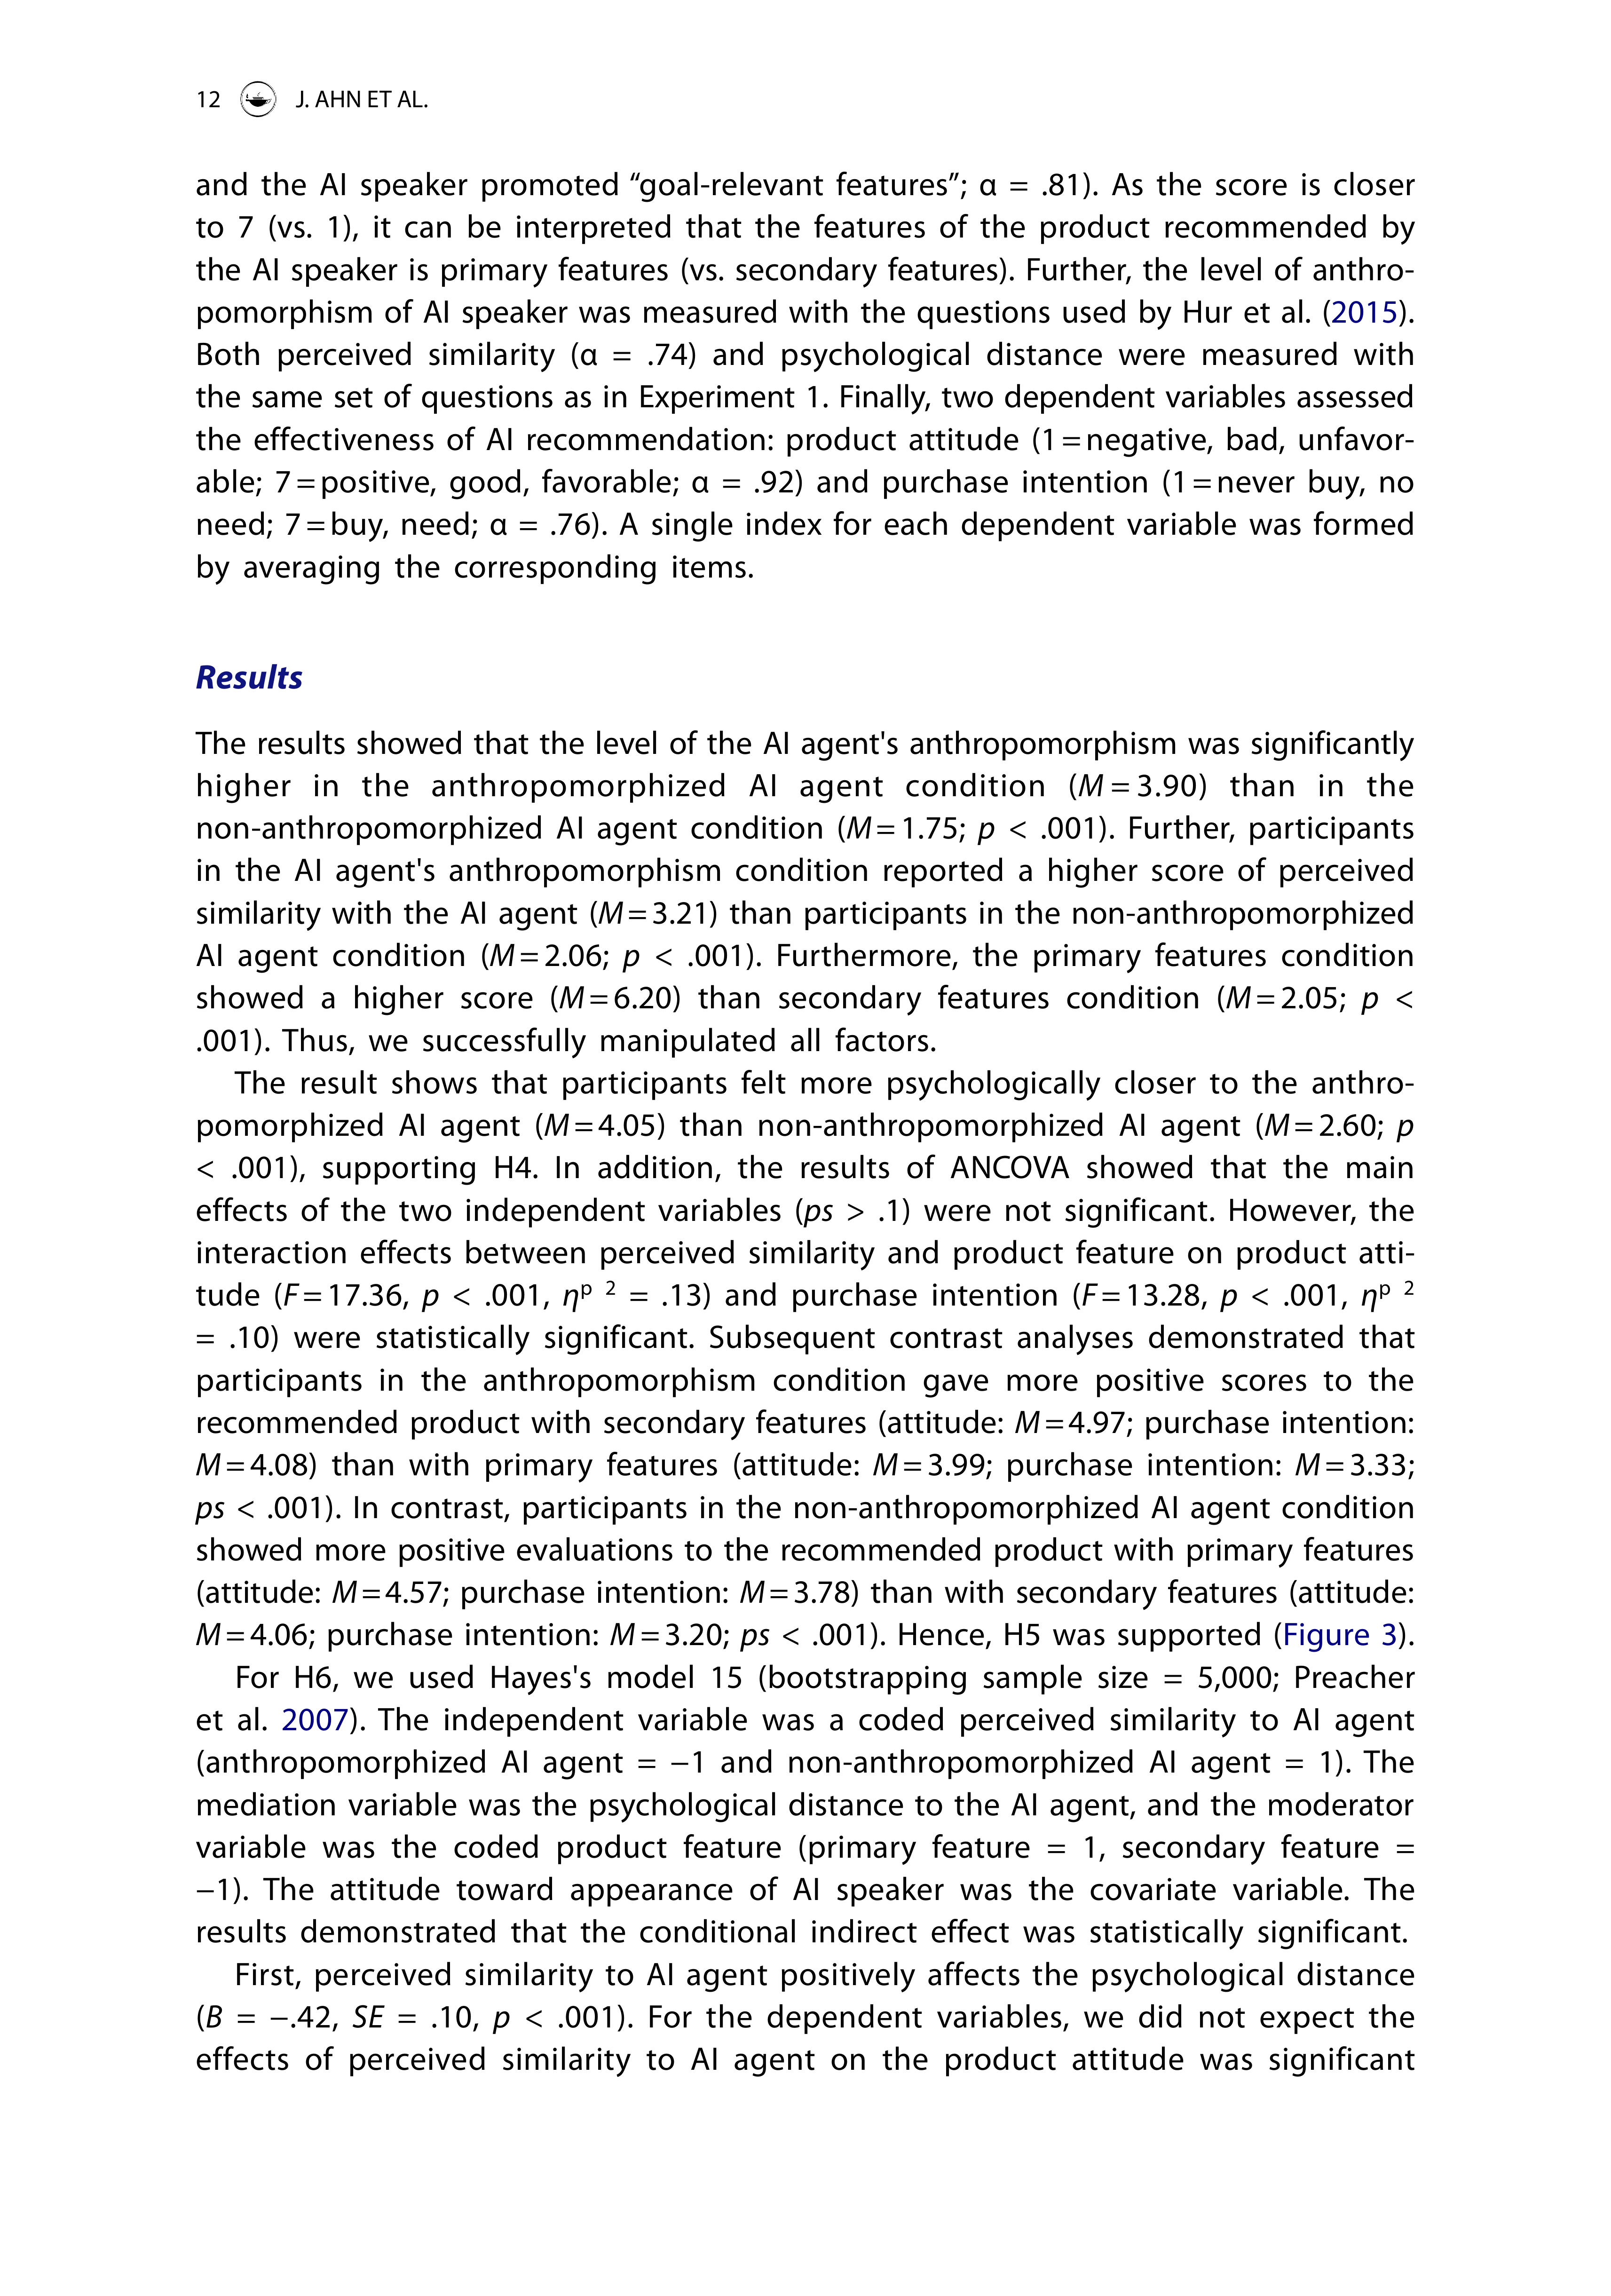 12 J. AHN ET AL.
and the AI speaker promoted “goal-relevant features”; α = .81). As the score is closer
to 7 (vs. 1), it can be interpreted that the features of the product recommended by
the AI speaker is primary features (vs. secondary features). Further, the level of anthro-
pomorphism of AI speaker was measured with the questions used by Hur et al. (2015).
Both perceived similarity (α = .74) and psychological distance were measured with
the same set of questions as in Experiment 1. Finally, two dependent variables assessed
the effectiveness of AI recommendation: product attitude (1 = negative, bad, unfavor-
able; 7 = positive, good, favorable; α = .92) and purchase intention (1 = never buy, no
need; 7 = buy, need; α = .76). A single index for each dependent variable was formed
by averaging the corresponding items.
Results
The results showed that the level of the AI agent's anthropomorphism was significantly
higher in the anthropomorphized AI agent condition (M = 3.90) than in the
non-anthropomorphized AI agent condition (M = 1.75; p < .001). Further, participants
in the AI agent's anthropomorphism condition reported a higher score of perceived
similarity with the AI agent (M = 3.21) than participants in the non-anthropomorphized
AI agent condition (M = 2.06; p < .001). Furthermore, the primary features condition
showed a higher score (M = 6.20) than secondary features condition (M = 2.05; p <
.001). Thus, we successfully manipulated all factors.
The result shows that participants felt more psychologically closer to the anthro-
pomorphized AI agent (M = 4.05) than non-anthropomorphized AI agent (M = 2.60; p
< .001), supporting H4. In addition, the results of ANCOVA showed that the main
effects of the two independent variables (ps > .1) were not significant. However, the
interaction effects between perceived similarity and product feature on product atti-
tude (F = 17.36, p < .001, ηp 2 = .13) and purchase intention (F = 13.28, p < .001, ηp 2
= .10) were statistically significant. Subsequent contrast analyses demonstrated that
participants in the anthropomorphism condition gave more positive scores to the
recommended product with secondary features (attitude: M = 4.97; purchase intention:
M = 4.08) than with primary features (attitude: M = 3.99; purchase intention: M = 3.33;
ps < .001). In contrast, participants in the non-anthropomorphized AI agent condition
showed more positive evaluations to the recommended product with primary features
(attitude: M = 4.57; purchase intention: M = 3.78) than with secondary features (attitude:
M = 4.06; purchase intention: M = 3.20; ps < .001). Hence, H5 was supported (Figure 3).
For H6, we used Hayes's model 15 (bootstrapping sample size = 5,000; Preacher
et al. 2007). The independent variable was a coded perceived similarity to AI agent
(anthropomorphized AI agent = −1 and non-anthropomorphized AI agent = 1). The
mediation variable was the psychological distance to the AI agent, and the moderator
variable was the coded product feature (primary feature = 1, secondary feature =
−1). The attitude toward appearance of AI speaker was the covariate variable. The
results demonstrated that the conditional indirect effect was statistically significant.
First, perceived similarity to AI agent positively affects the psychological distance
(B = −.42, SE = .10, p < .001). For the dependent variables, we did not expect the
effects of perceived similarity to AI agent on the product attitude was significant